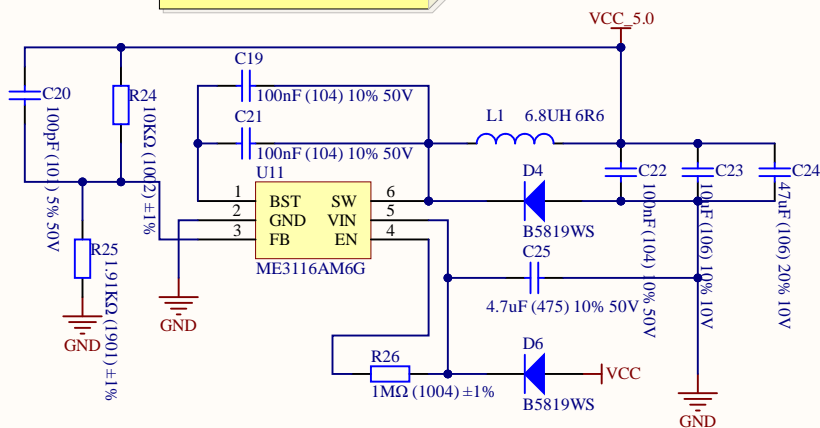 VCC_5.0
C19
100nF (104) 10% 50V
C20
100pF (101) 5% 50V
R24
10KΩ (1002) ±1%
C21
100nF (104) 10% 50V
L1 6.8UH 6R6
U11
1 BST SW 6
2 GND VIN 5
3 FB EN 4
ME3116AM6G
D4
B5819WS
C22
100nF (104) 10% 50V
C23
10uF (106) 10% 10V
C24
47uF (106) 20% 10V
R25
1.91KΩ (1901) ±1%
C25
4.7uF (475) 10% 50V
GND
GND
D6
B5819WS
VCC
R26
1MΩ (1004) ±1%
GND